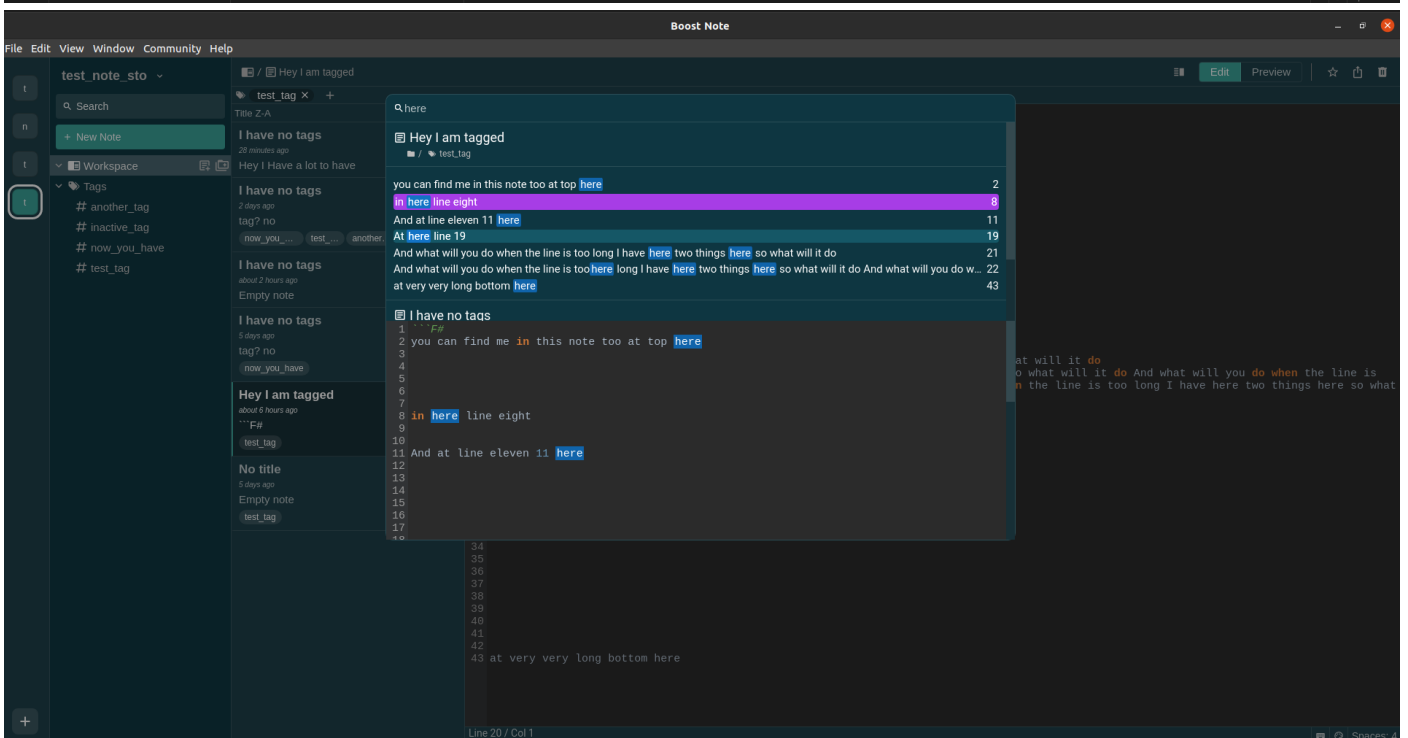 Boost Note
File Edit View Window Community Help
t
n
t
t
+
test_note_sto
Search
+ New Note
Workspace
Tags
# another_tag
# inactive_tag
# now_you_have
# test_tag
/ Hey I am tagged
Edit
Preview
test_tag × +
Title Z-A
I have no tags
28 minutes ago
Hey I Have a lot to have
I have no tags
2 days ago
tag? no
now_you_... test_... another.
I have no tags
about 2 hours ago
Empty note
I have no tags
5 days ago
tag? no
now_you_have
Hey I am tagged
about 6 hours ago
```F#
test_tag
No title
5 days ago
Empty note
test_tag
here
Hey I am tagged
/ test_tag
you can find me in this note too at top here 2
in here line eight 8
And at line eleven 11 here 11
At here line 19 19
And what will you do when the line is too long I have here two things here so what will it do 21
And what will you do when the line is too here long I have here two things here so what will it do And what will you do w... 22
at very very long bottom here 43
I have no tags
1 ```F#
2 you can find me in this note too at top here
3
4
5
6
7
8 in here line eight
9
10
11 And at line eleven 11 here
12
13
14
15
16
17
18
at will it do
o what will it do And what will you do when the line is
n the line is too long I have here two things here so what
34
35
36
37
38
39
40
41
42
43 at very very long bottom here
Line 20 / Col 1
Spaces: 4